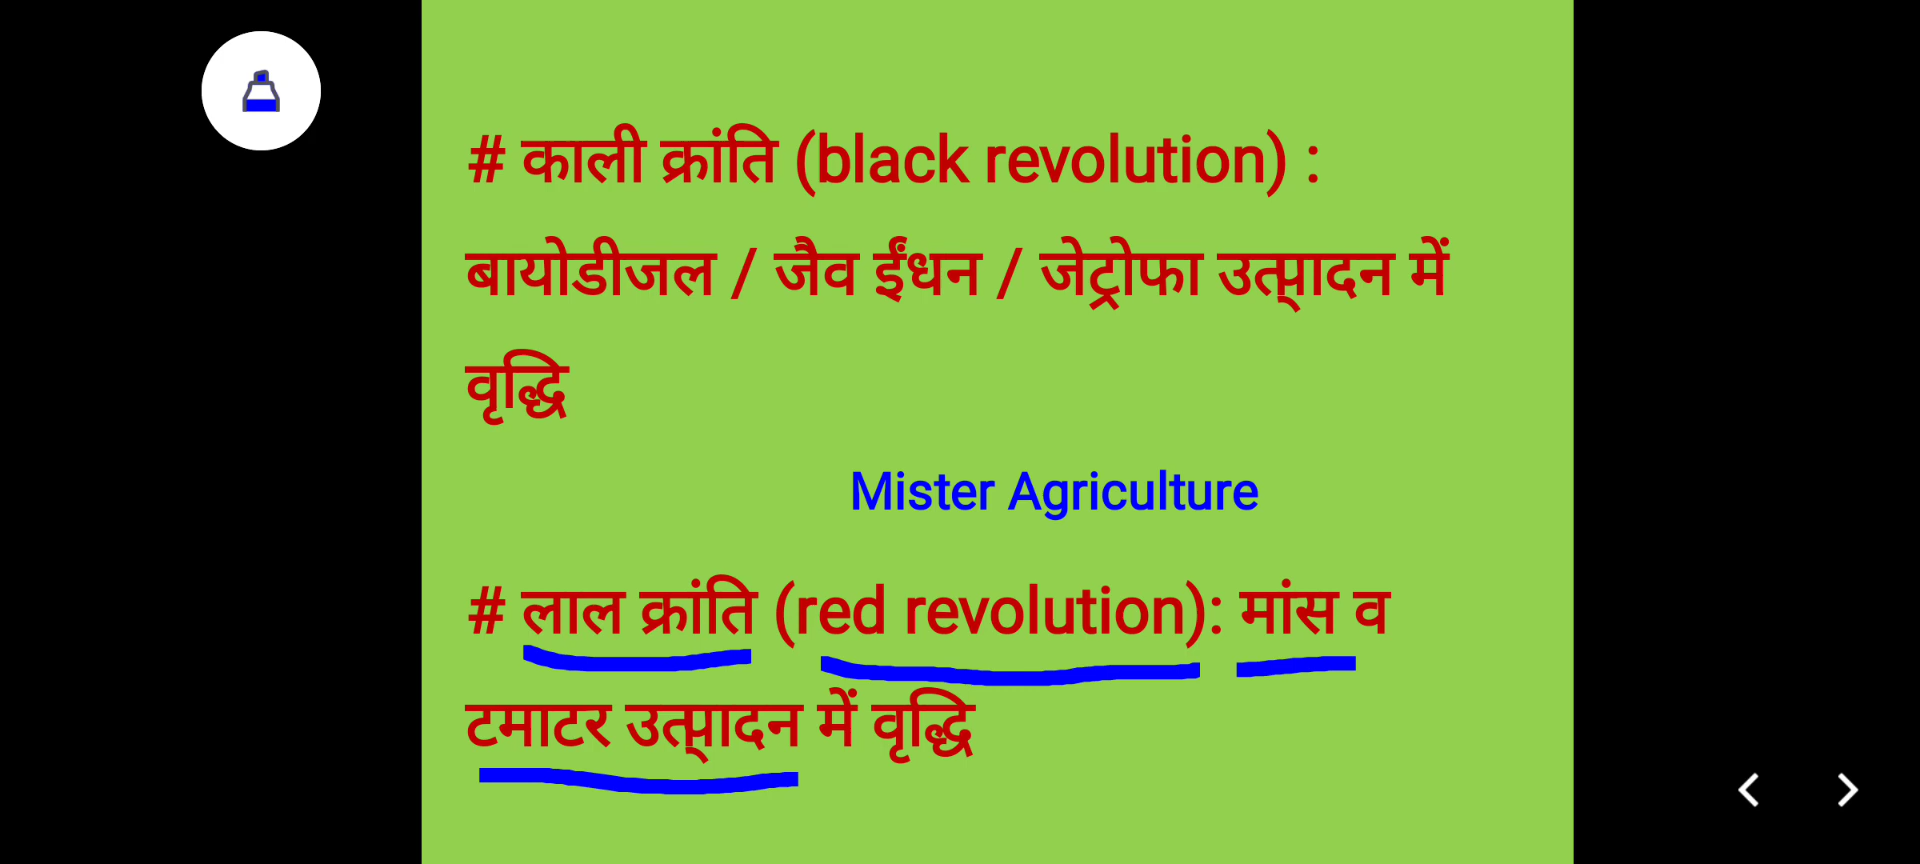 # काली क्रांति (black revolution) :
बायोडीजल / जैव ईंधन / जेट्रोफा उत्पादन में
वृद्धि
Mister Agriculture
# लाल क्रांति (red revolution): मांस व
टमाटर उत्पादन में वृद्धि